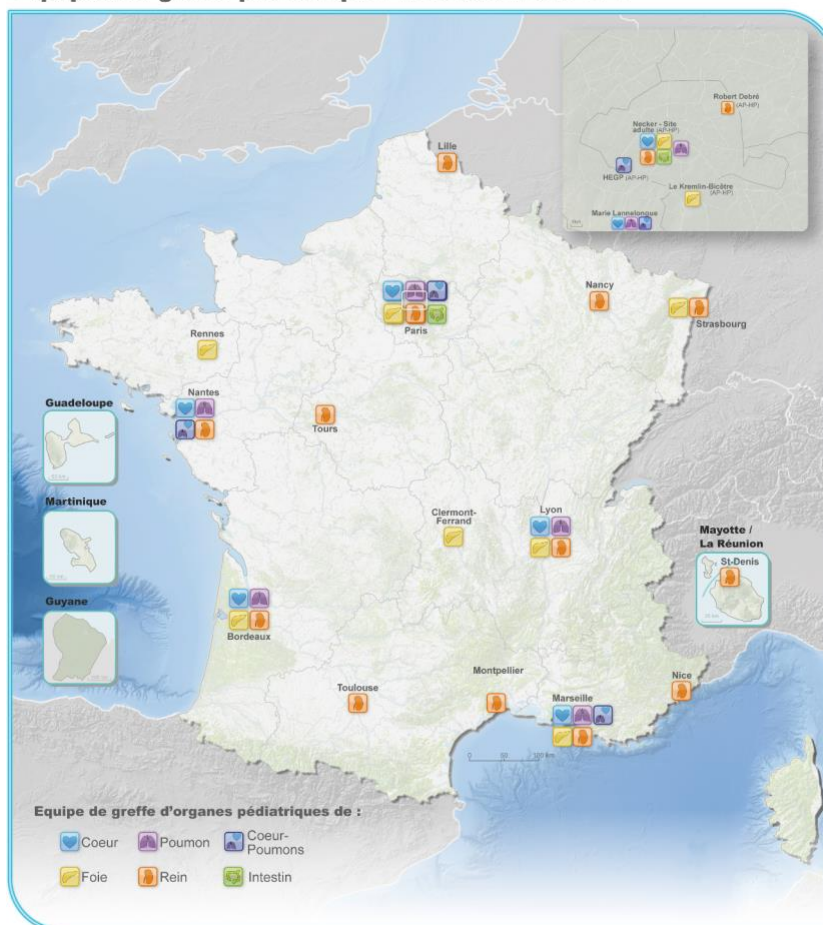 Robert Debré
(AP-HP)
Necker - Site
adulte (AP-HP)
HEGP (AP-HP)
Le Kremlin-Bicêtre
(AP-HP)
Marie Lannelongue
Lille
Paris
Nancy
Strasbourg
Rennes
Nantes
Tours
Guadeloupe
Martinique
Guyane
Clermont-
Ferrand
Lyon
Mayotte /
La Réunion
St-Denis
Bordeaux
Toulouse
Montpellier
Marseille
Nice
Equipe de greffe d'organes pédiatriques de :
Coeur
Poumon
Coeur-
Poumons
Foie
Rein
Intestin